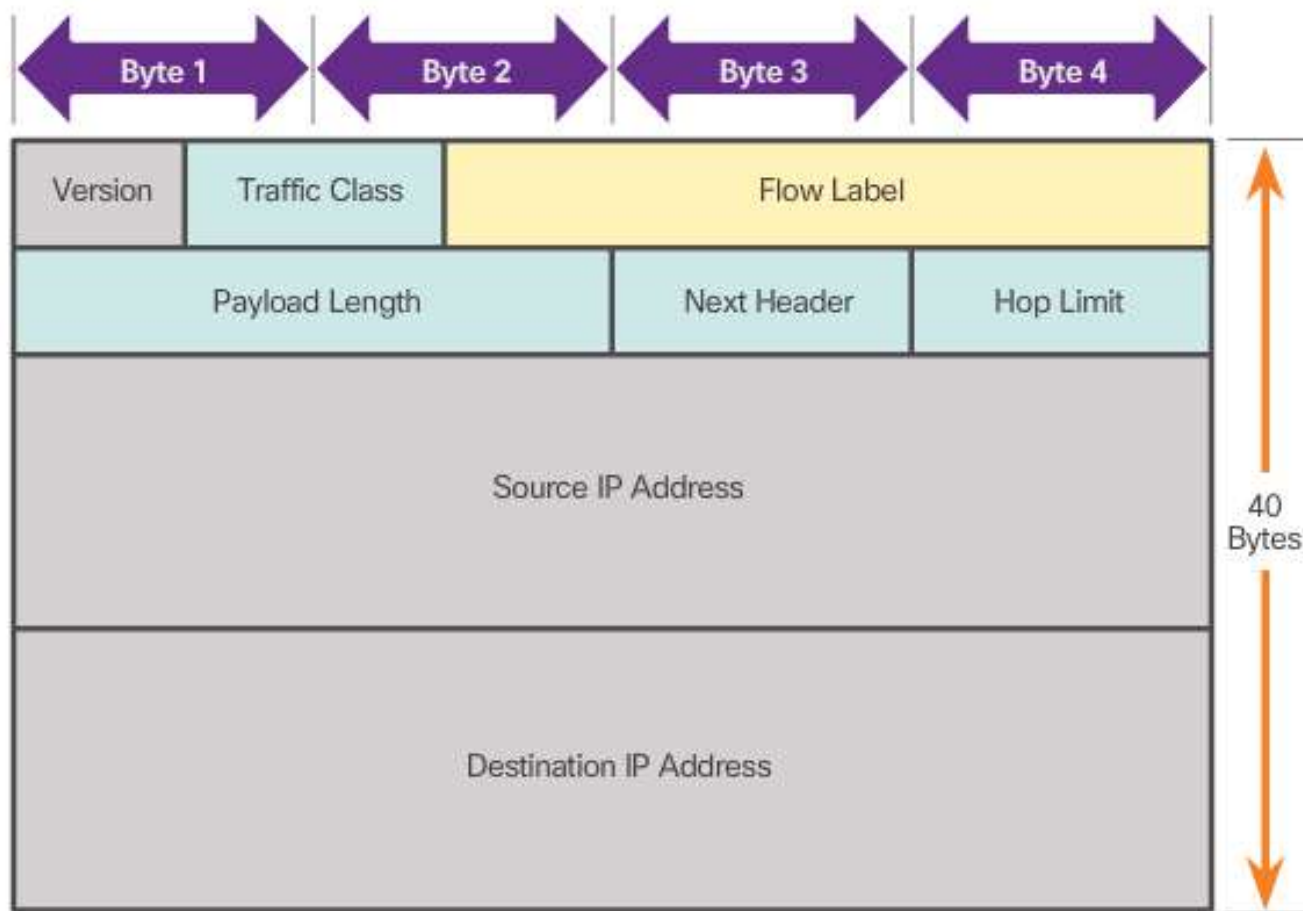 Byte 1 Byte 2 Byte 3 Byte 4
Version Traffic Class Flow Label
Payload Length Next Header Hop Limit
Source IP Address
40
Bytes
Destination IP Address